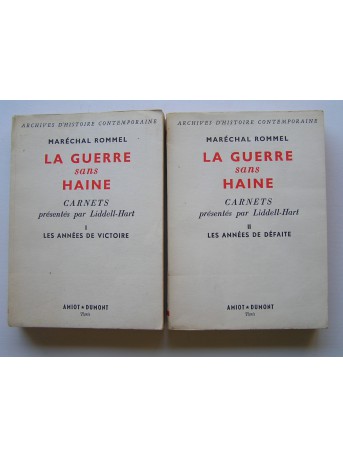 ARCHIVES D'HISTOIRE CONTEMPORAINE
MARÉCHAL ROMMEL
LA GUERRE
sans
HAINE
CARNETS
présentés par Liddell-Hart
I
LES ANNÉES DE VICTOIRE
AMIOT ★ DUMONT
Paris
ARCHIVES D'HISTOIRE CONTEMPORAINE
MARÉCHAL ROMMEL
LA GUERRE
sans
HAINE
CARNETS
présentés par Liddell-Hart
II
LES ANNÉES DE DÉFAITE
AMIOT ★ DUMONT
Paris